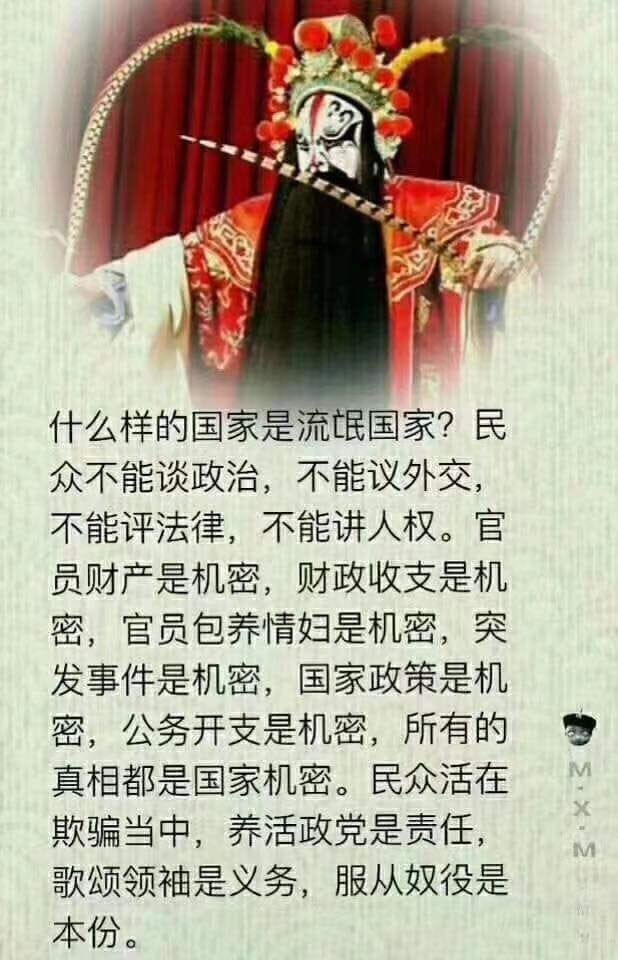 什么样的国家是流氓国家？民
众不能谈政治，不能议外交，
不能评法律，不能讲人权。官
员财产是机密，财政收支是机
密，官员包养情妇是机密，突
发事件是机密，国家政策是机
密，公务开支是机密，所有的
真相都是国家机密。民众活在
欺骗当中，养活政党是责任，
歌颂领袖是义务，服从奴役是
本份。
M·X·M